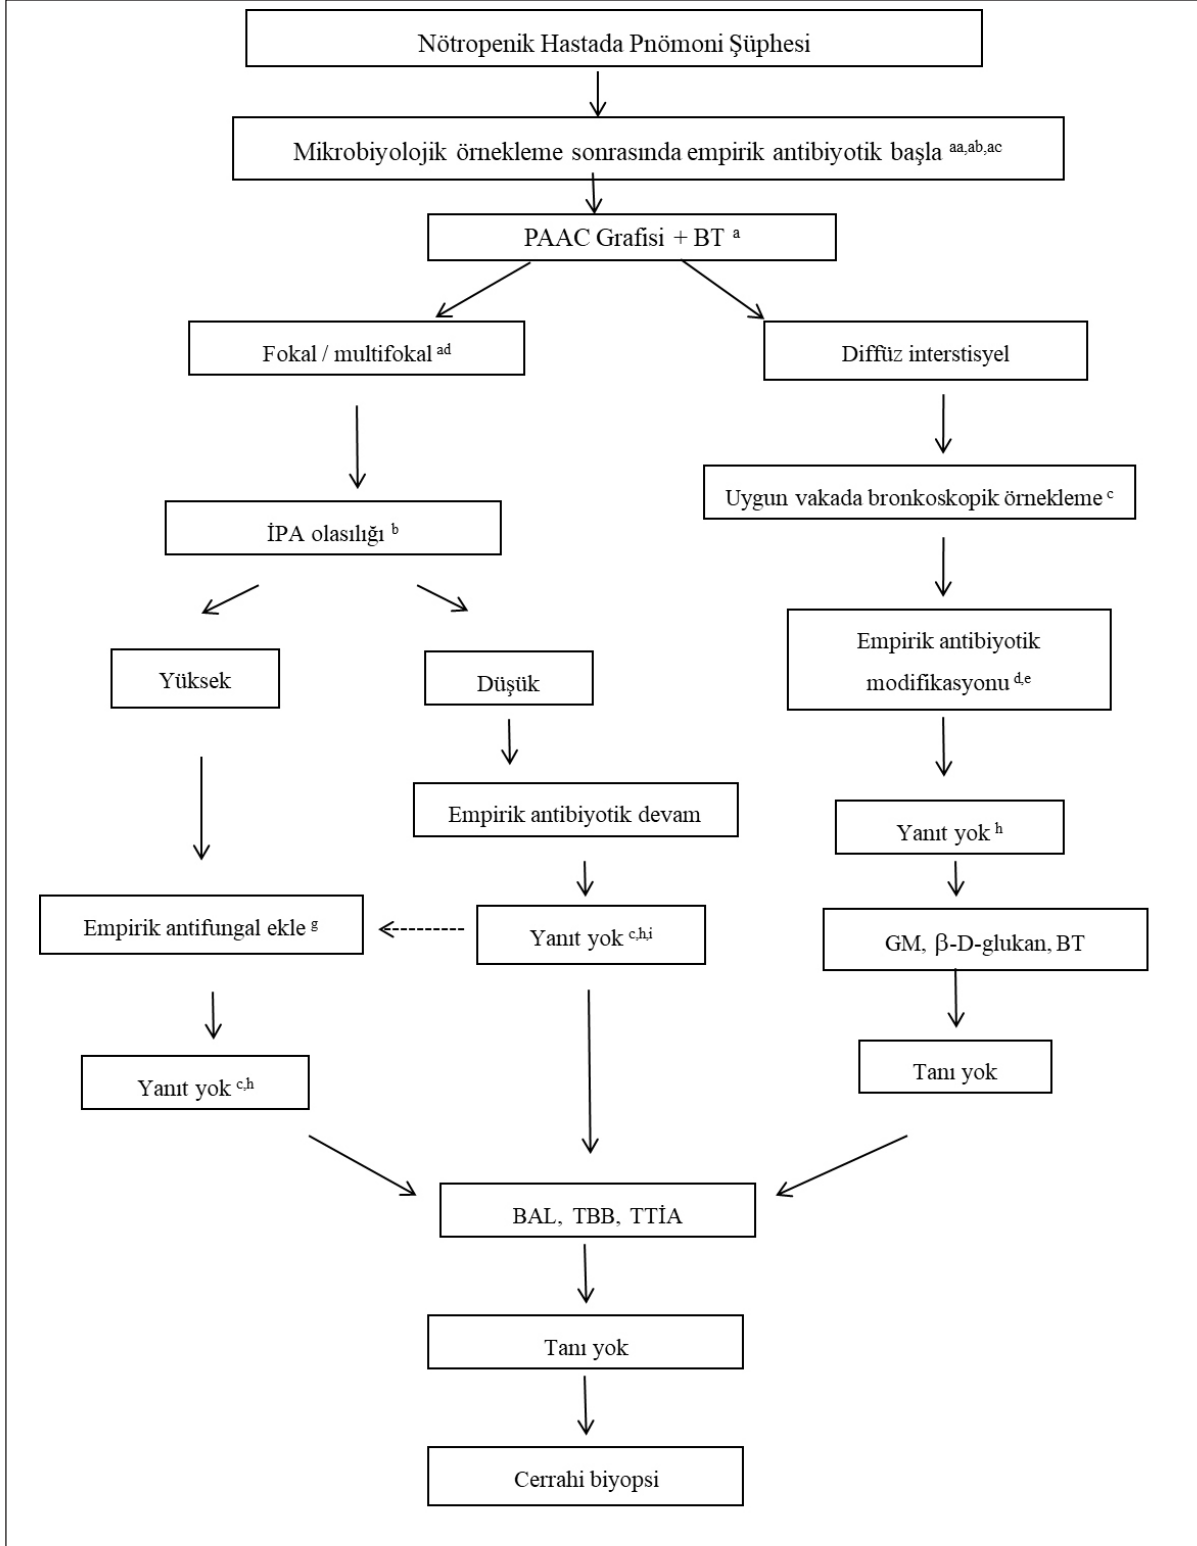 Nötropenik Hastada Pnömoni Şüphesi
Mikrobiyolojik örnekleme sonrasında empirik antibiyotik başla aa,ab,ac
PAAC Grafisi + BT a
Fokal / multifokal ad
Diffüz interstisyel
Uygun vakada bronkoskopik örnekleme c
İPA olasılığı b
Empirik antibiyotik
modifikasyonu d,e
Yüksek
Düşük
Empirik antibiyotik devam
Yanıt yok h
Empirik antifungal ekle g
Yanıt yok c,h,i
GM, β-D-glukan, BT
Yanıt yok c,h
Tanı yok
BAL, TBB, TTİA
Tanı yok
Cerrahi biyopsi